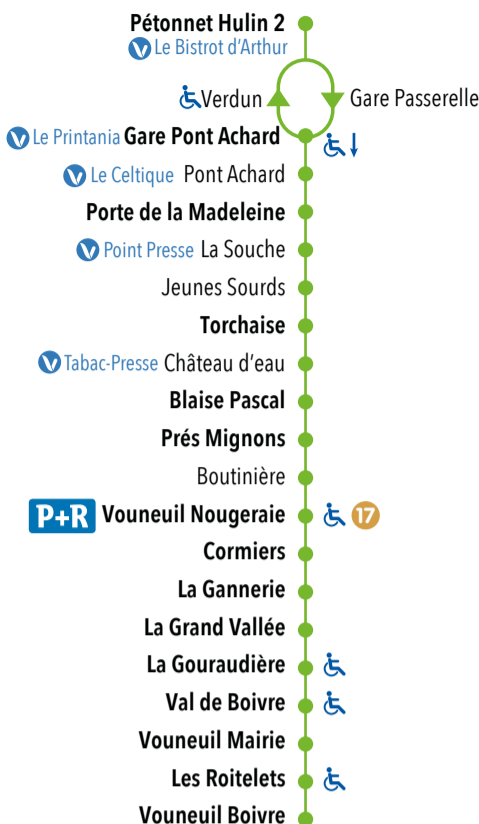 Pétonnet Hulin 2
V Le Bistrot d'Arthur
Verdun
Gare Passerelle
V Le Printania Gare Pont Achard
V Le Celtique Pont Achard
Porte de la Madeleine
V Point Presse La Souche
Jeunes Sourds
Torchaise
V Tabac-Presse Château d'eau
Blaise Pascal
Prés Mignons
Boutinière
P+R Vouneuil Nougeraie 17
Cormiers
La Gannerie
La Grand Vallée
La Gouraudière
Val de Boivre
Vouneuil Mairie
Les Roitelets
Vouneuil Boivre